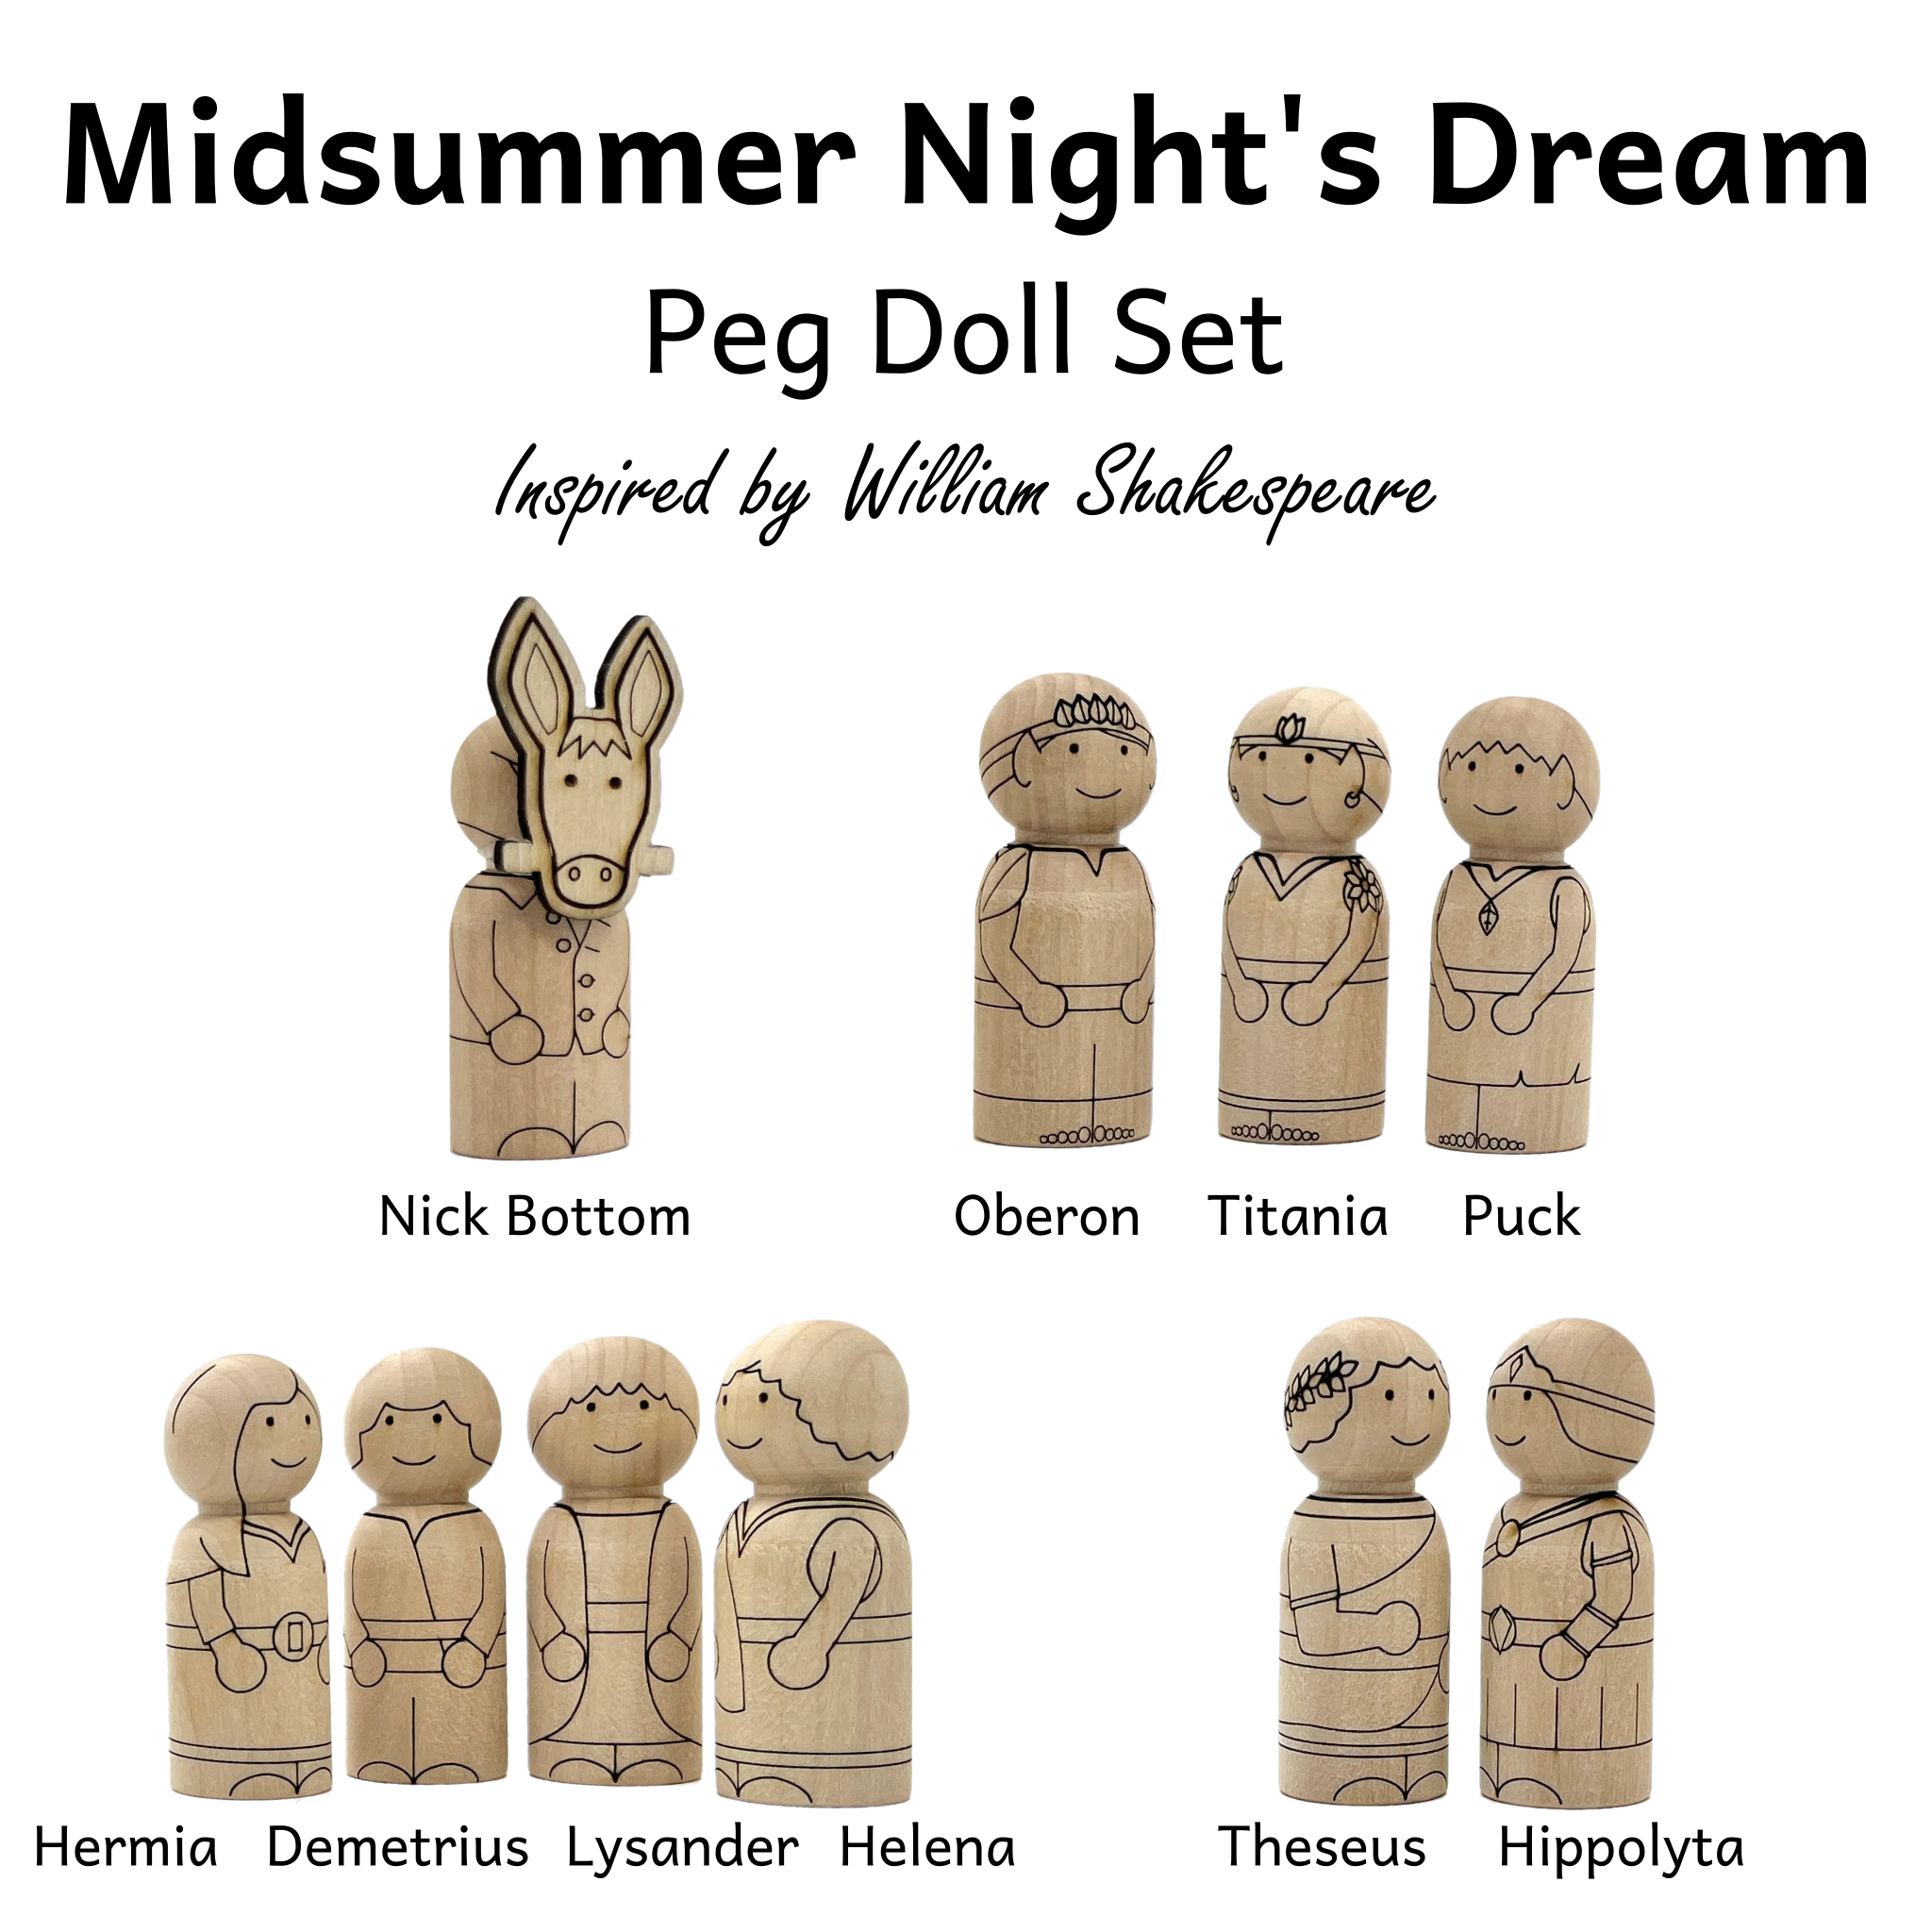 Midsummer Night's Dream
Peg Doll Set
Inspired by William Shakespeare
Nick Bottom
Oberon Titania Puck
Hermia Demetrius Lysander Helena
Theseus Hippolyta